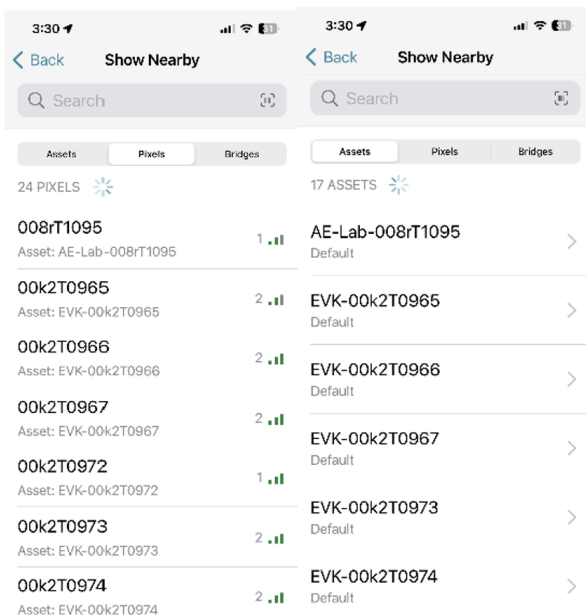 3:30
31
Back
Show Nearby
Search
Assets
Pixels
Bridges
24 PIXELS
008rT1095
1
Asset: AE-Lab-008rT1095
00k2T0965
2
Asset: EVK-00k2T0965
00k2T0966
2
Asset: EVK-00k2T0966
00k2T0967
2
Asset: EVK-00k2T0967
00k2T0972
1
Asset: EVK-00k2T0972
00k2T0973
2
Asset: EVK-00k2T0973
00k2T0974
2
Asset: EVK-00k2T0974
3:30
31
Back
Show Nearby
Search
Assets
Pixels
Bridges
17 ASSETS
AE-Lab-008rT1095
Default
EVK-00k2T0965
Default
EVK-00k2T0966
Default
EVK-00k2T0967
Default
EVK-00k2T0973
Default
EVK-00k2T0974
Default